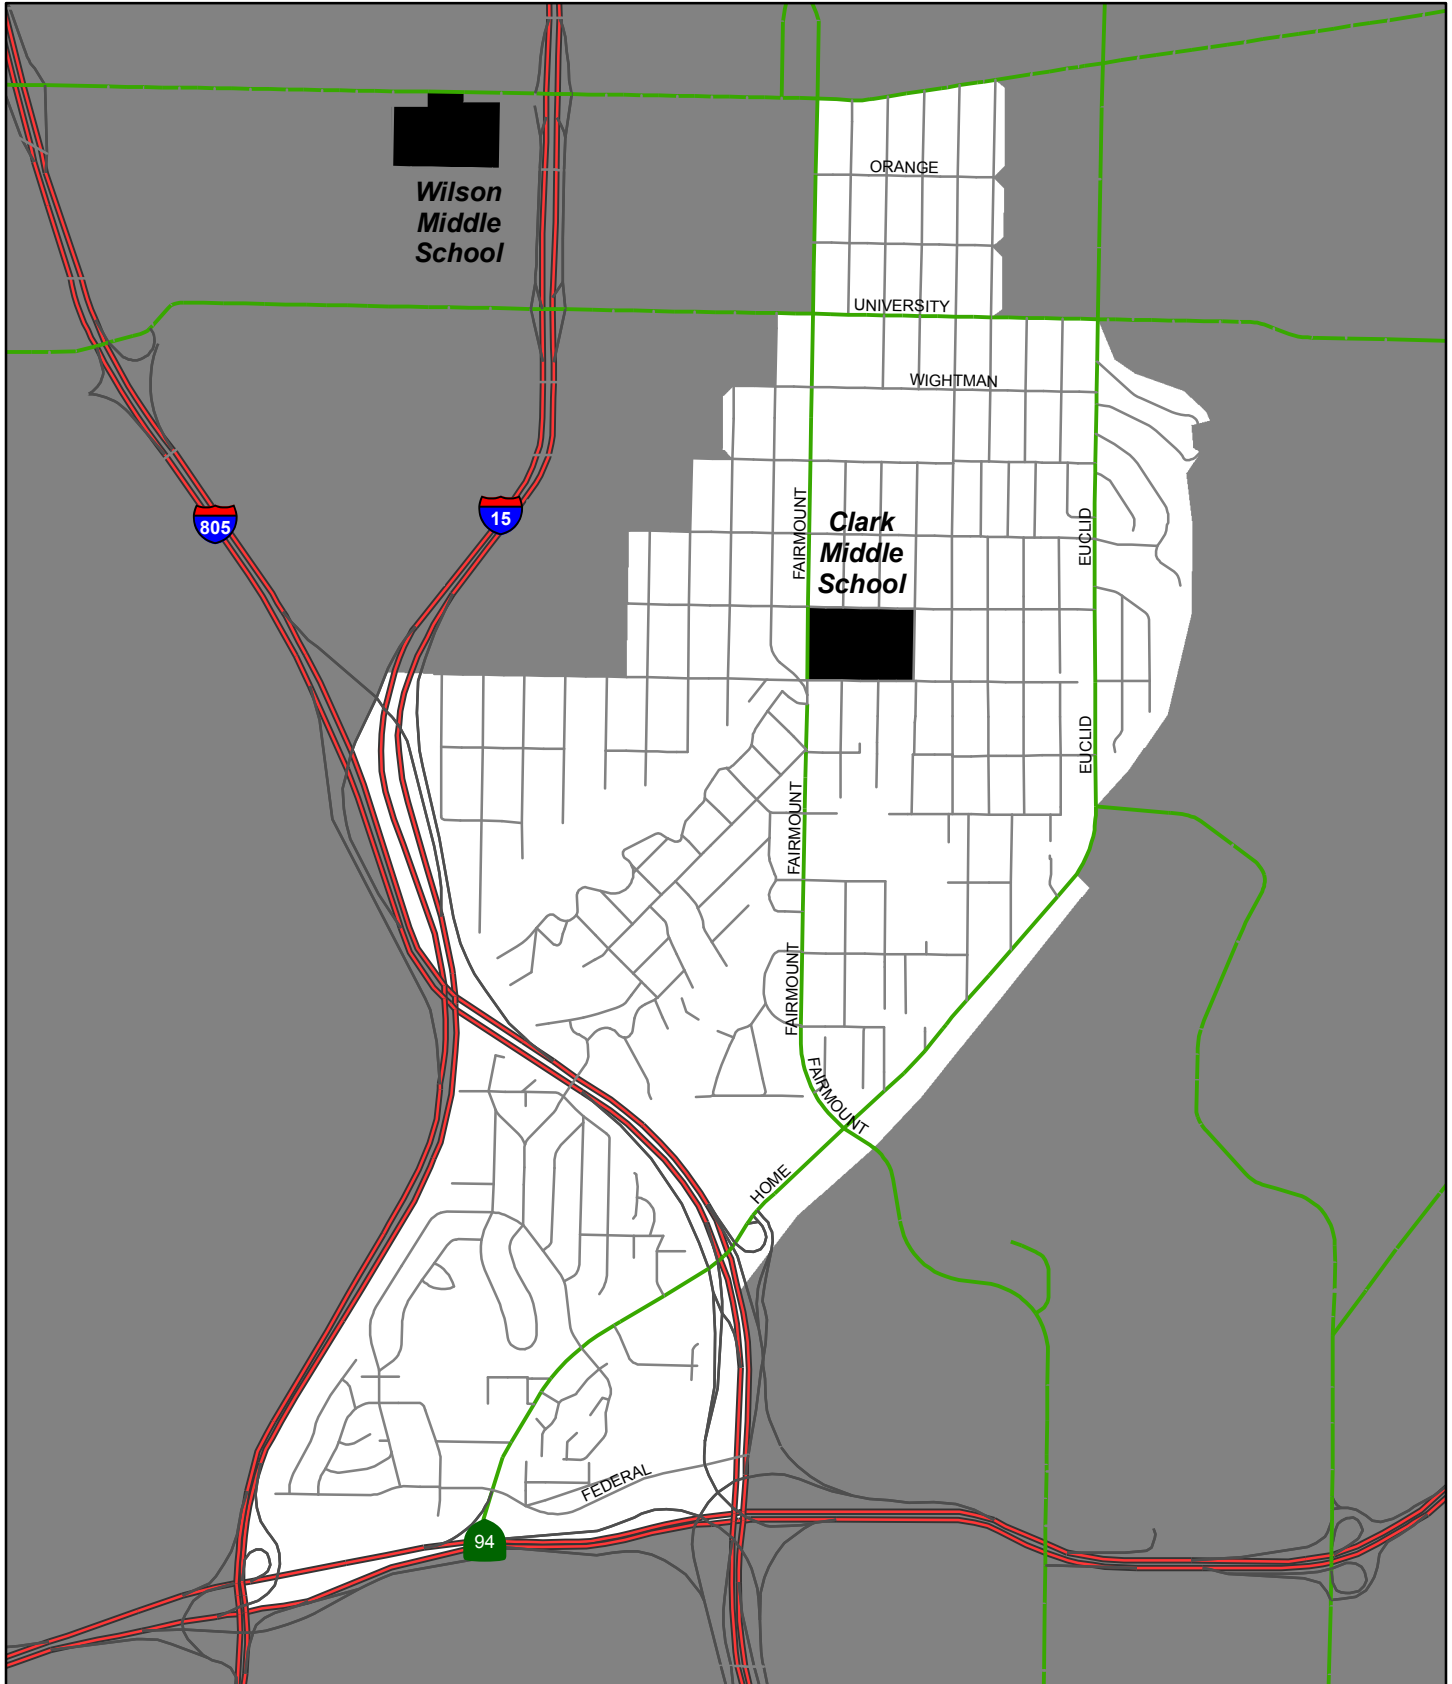 ORANGE
Wilson
Middle
School
UNIVERSITY
WIGHTMAN
805
15
FAIRMOUNT
Clark
Middle
School
EUCLID
EUCLID
FAIRMOUNT
FAIRMOUNT
FAIRMOUNT
HOME
FEDERAL
94